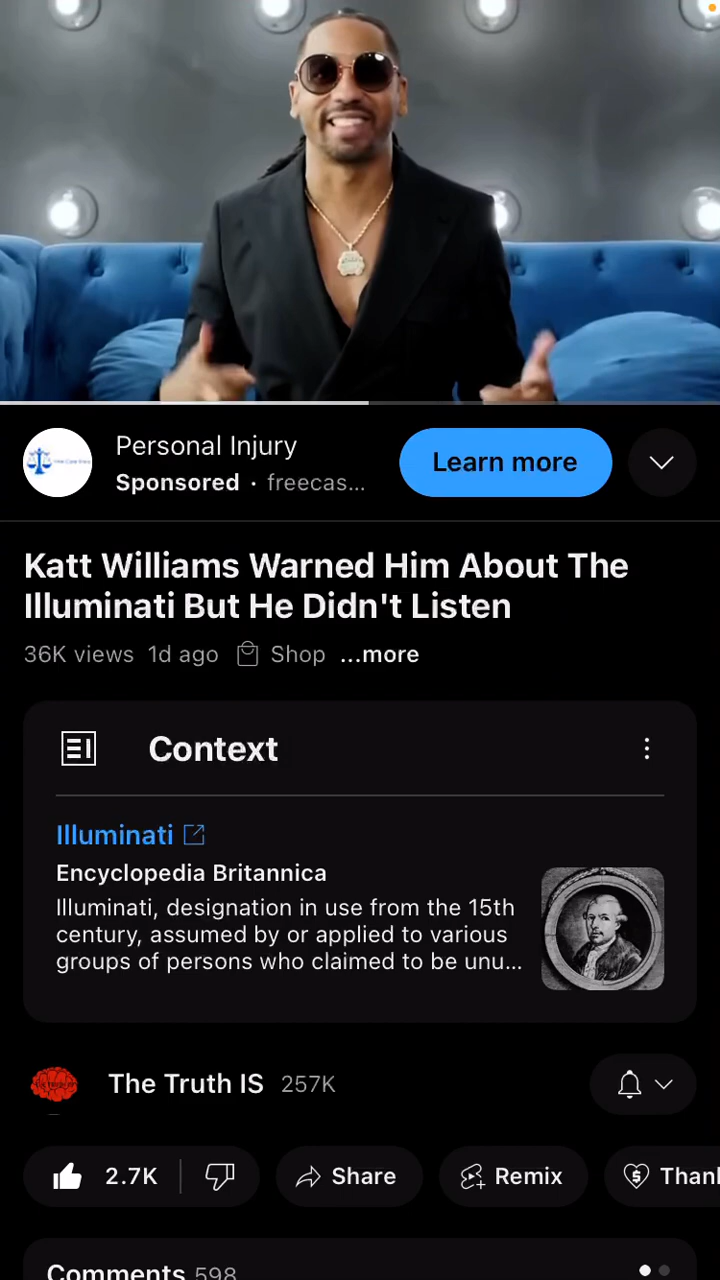 Personal Injury
Sponsored · freecas...
Learn more
Katt Williams Warned Him About The
Illuminati But He Didn't Listen
36K views 1d ago Shop ...more
Context
Illuminati
Encyclopedia Britannica
Illuminati, designation in use from the 15th
century, assumed by or applied to various
groups of persons who claimed to be unu...
The Truth IS 257K
2.7K Share Remix Thank
Comments 598